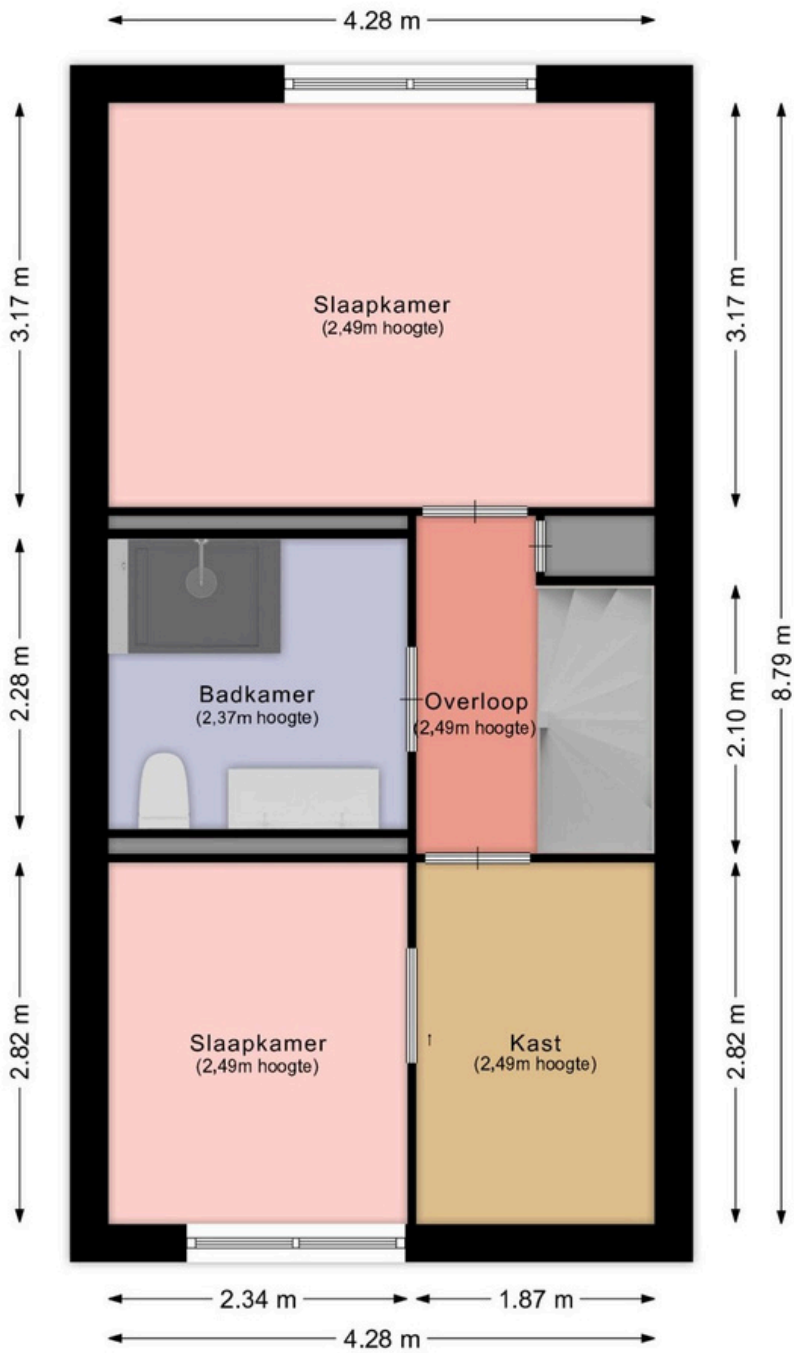 4.28 m
3.17 m
3.17 m
Slaapkamer
(2,49m hoogte)
8.79 m
2.28 m
Badkamer
(2,37m hoogte)
Overloop
(2,49m hoogte)
2.10 m
2.82 m
Slaapkamer
(2,49m hoogte)
Kast
(2,49m hoogte)
2.82 m
2.34 m
1.87 m
4.28 m